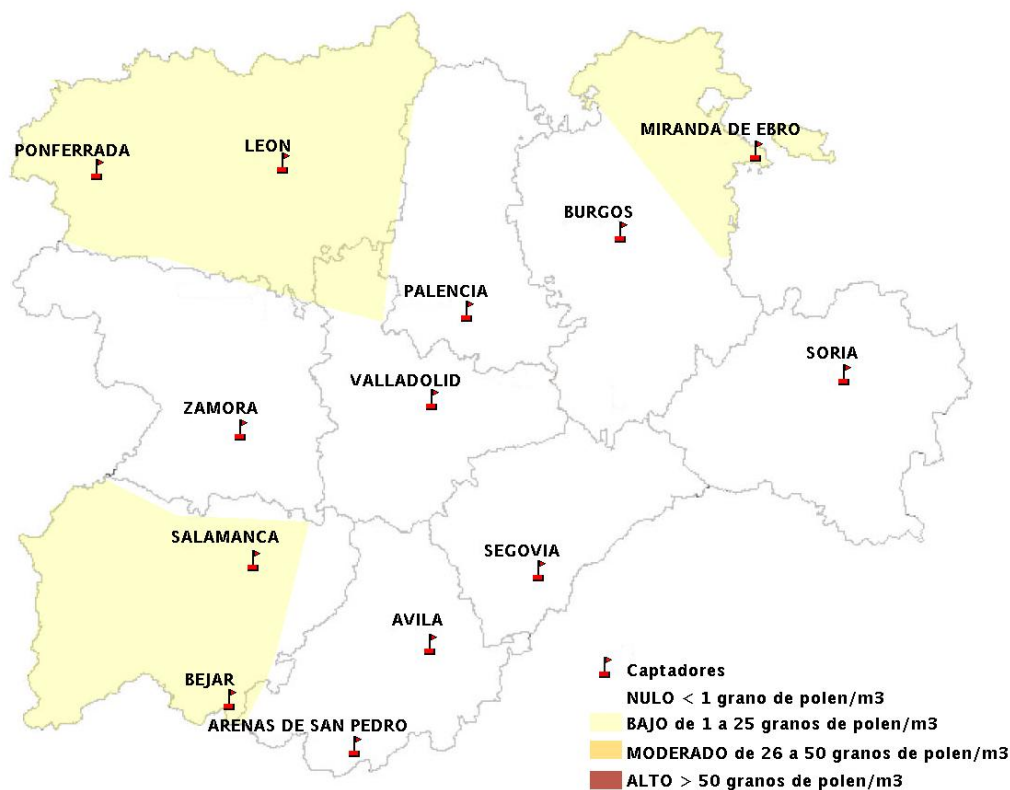 MIRANDA DE EBRO
PONFERRADA
LEON
BURGOS
PALENCIA
SORIA
VALLADOLID
ZAMORA
SALAMANCA
SEGOVIA
AVILA
BEJAR
ARENAS DE SAN PEDRO
Captadores
NULO < 1 grano de polen/m3
BAJO de 1 a 25 granos de polen/m3
MODERADO de 26 a 50 granos de polen/m3
ALTO > 50 granos de polen/m3